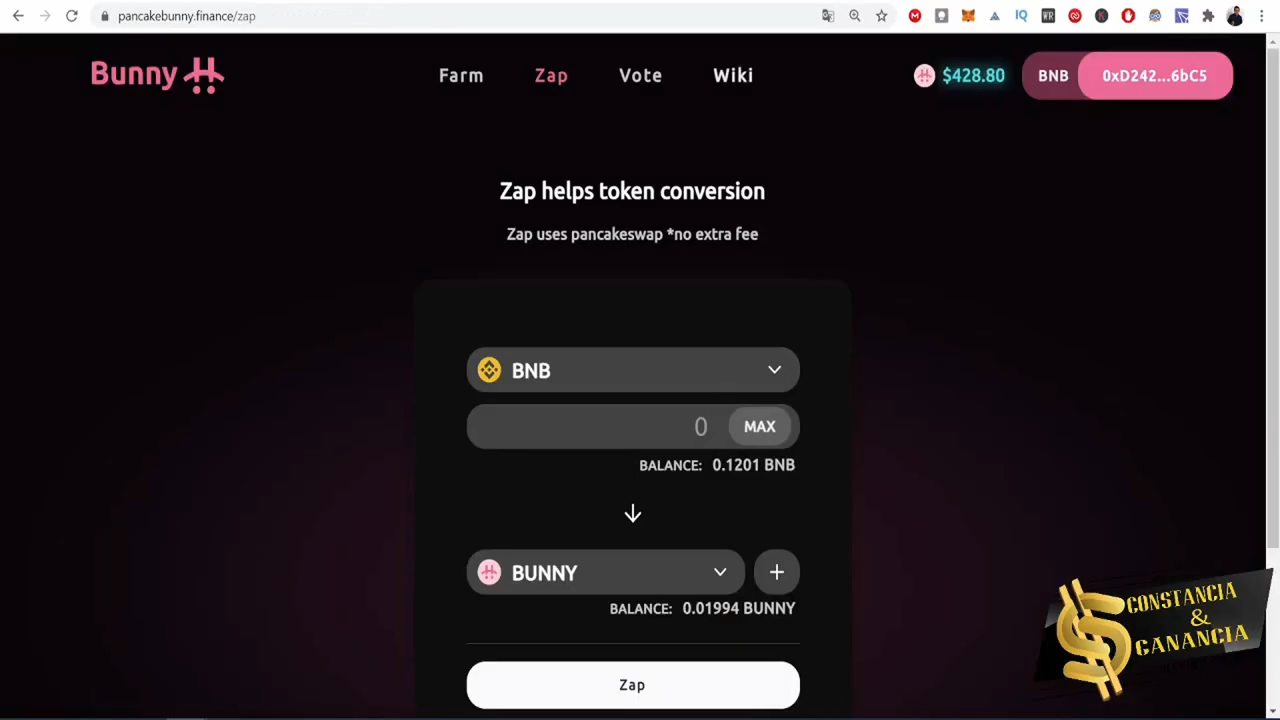 pancakebunny.finance/zap
Bunny
Farm
Zap
Vote
Wiki
$428.80
BNB
0xD242...6bC5
Zap helps token conversion
Zap uses pancakeswap *no extra fee
BNB
0
MAX
BALANCE: 0.1201 BNB
BUNNY
BALANCE: 0.01994 BUNNY
Zap
CONSTANCIA
&
GANANCIA